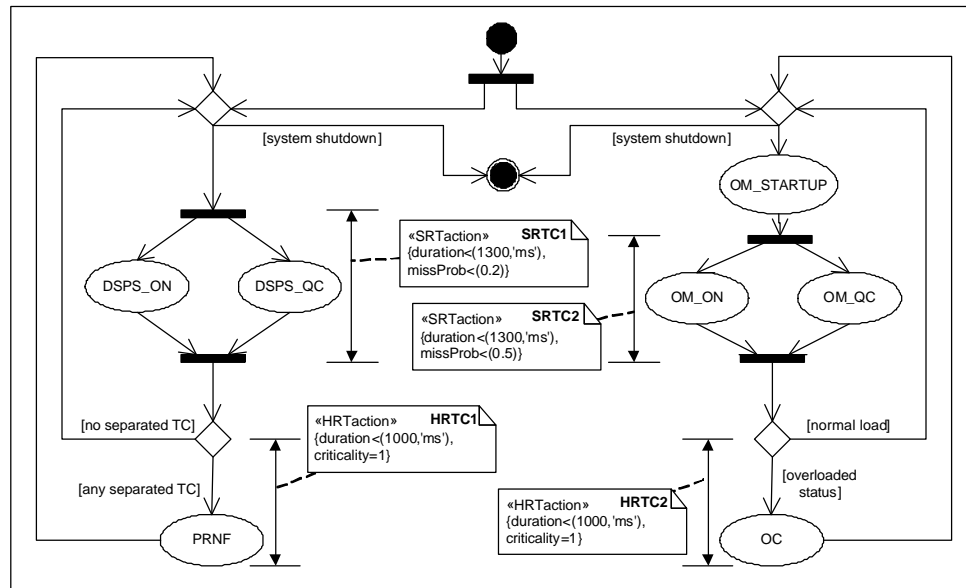 [system shutdown]
[system shutdown]
OM_STARTUP
«SRTaction» SRTC1
{duration<(1300,'ms'),
missProb<(0.2)}
DSPS_ON
DSPS_QC
OM_ON
OM_QC
«SRTaction» SRTC2
{duration<(1300,'ms'),
missProb<(0.5)}
[no separated TC]
«HRTaction» HRTC1
{duration<(1000,'ms'),
criticality=1}
[normal load]
[any separated TC]
«HRTaction» HRTC2
{duration<(1000,'ms'),
criticality=1}
[overloaded
status]
PRNF
OC